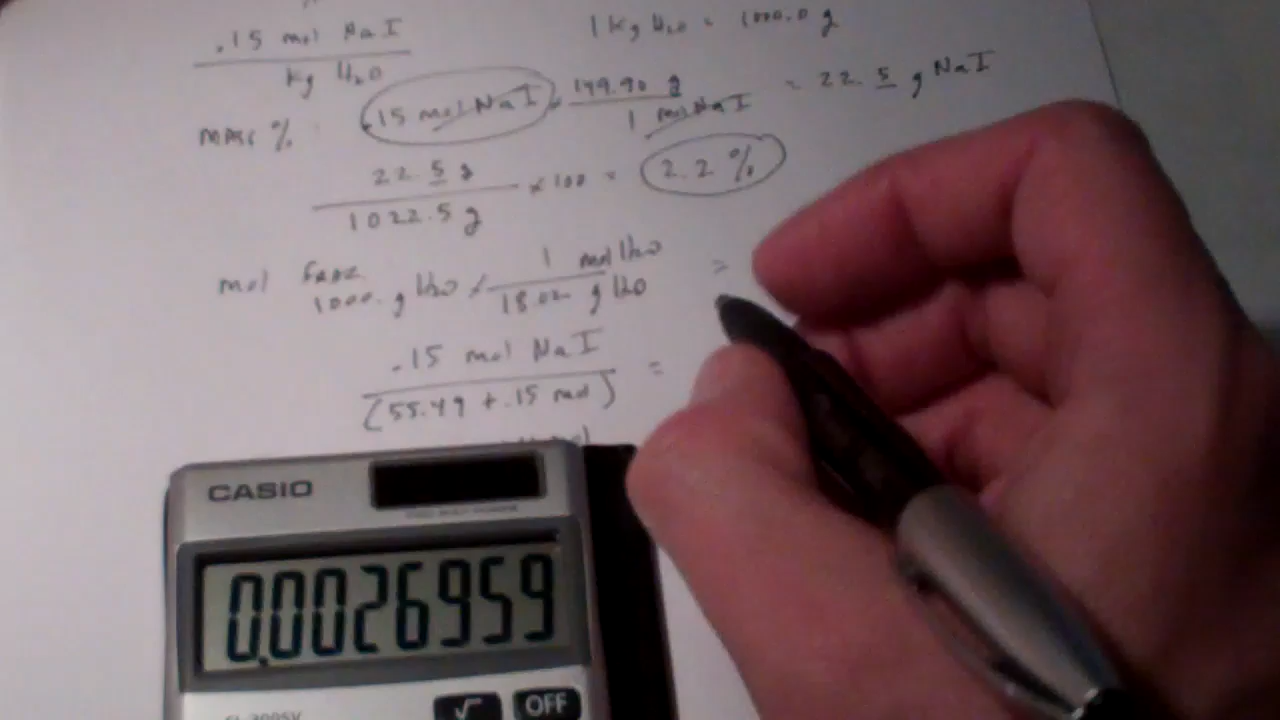 .15 mol NaI
kg H₂O
1 kg H₂O = 1000.0 g
MASS %
.15 mol NaI × 149.90 g / 1 mol NaI = 22.5 g NaI
22.5 g / 1022.5 g × 100 = 2.2 %
mol
1000. g H₂O × 1 mol H₂O / 18.02 g H₂O =
.15 mol NaI
(55.49 + .15 mol) =
CASIO
0.0026959
√ OFF